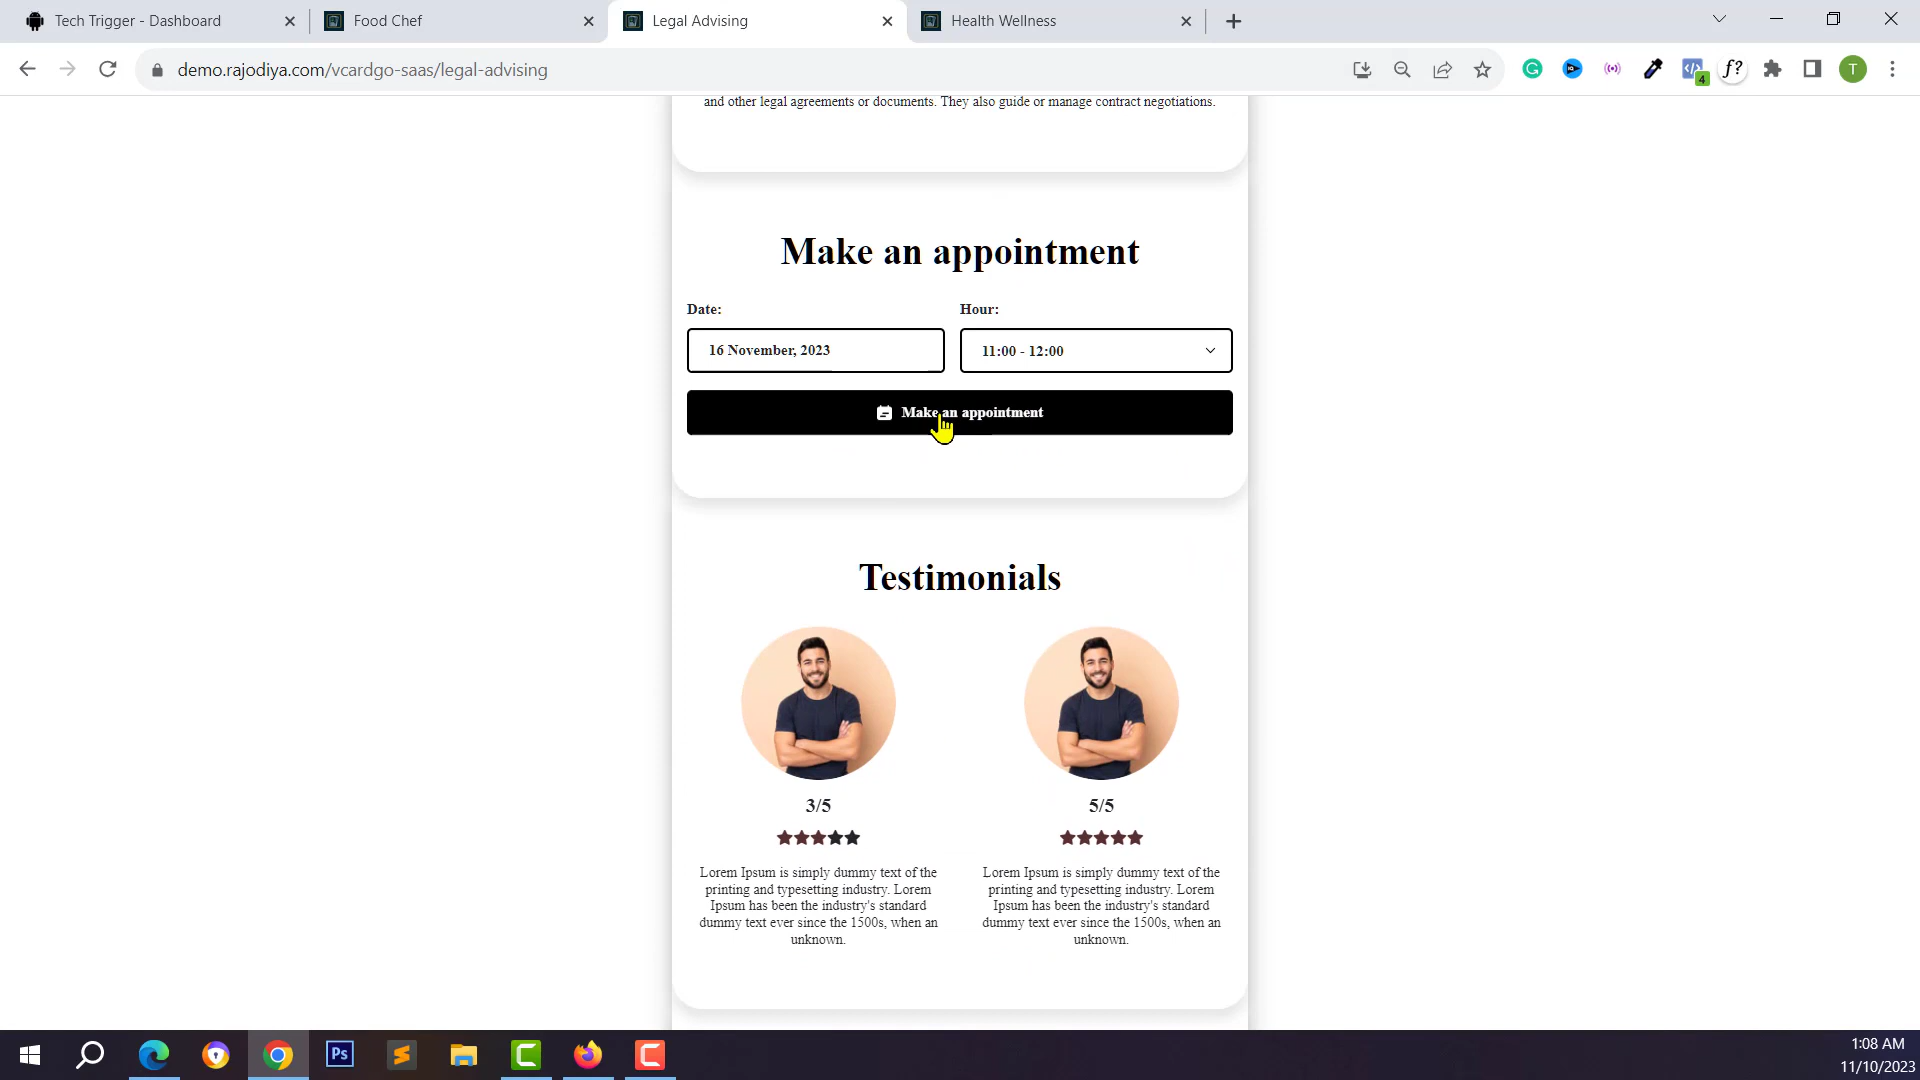 Tech Trigger - Dashboard
Food Chef
Legal Advising
Health Wellness
demo.rajodiya.com/vcardgo-saas/legal-advising
4
f?
T
and other legal agreements or documents. They also guide or manage contract negotiations.
Make an appointment
Date:
Hour:
16 November, 2023
11:00 - 12:00
Make an appointment
Testimonials
3/5
5/5
Lorem Ipsum is simply dummy text of the
printing and typesetting industry. Lorem
Ipsum has been the industry's standard
dummy text ever since the 1500s, when an
unknown.
Lorem Ipsum is simply dummy text of the
printing and typesetting industry. Lorem
Ipsum has been the industry's standard
dummy text ever since the 1500s, when an
unknown.
Ps
1:08 AM
11/10/2023